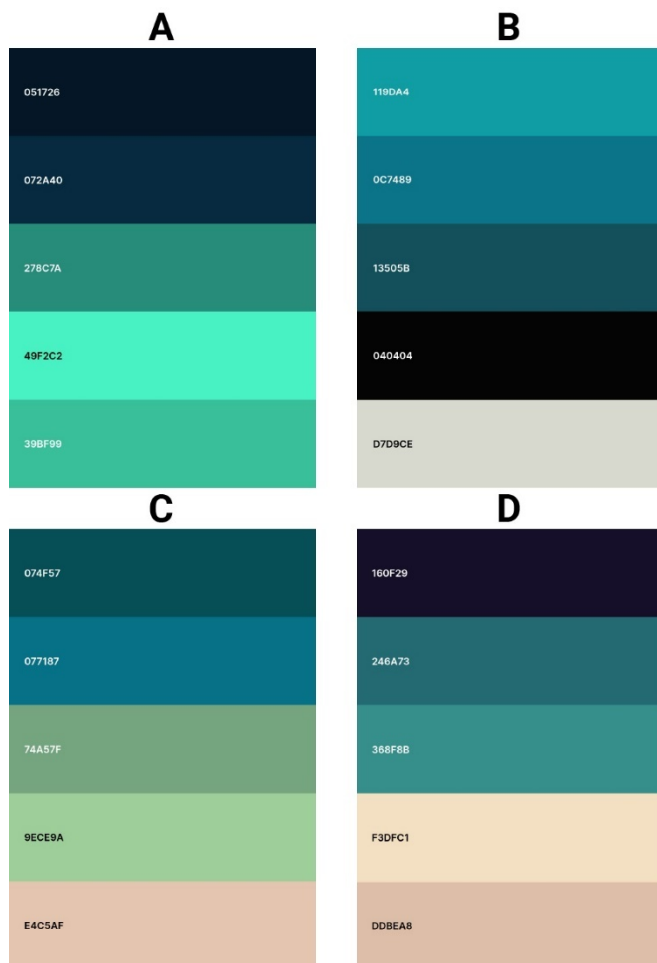 A
051726
072A40
278C7A
49F2C2
39BF99
B
119DA4
0C7489
13505B
040404
D7D9CE
C
074F57
077187
74A57F
9ECE9A
E4C5AF
D
160F29
246A73
368F8B
F3DFC1
DDBEA8